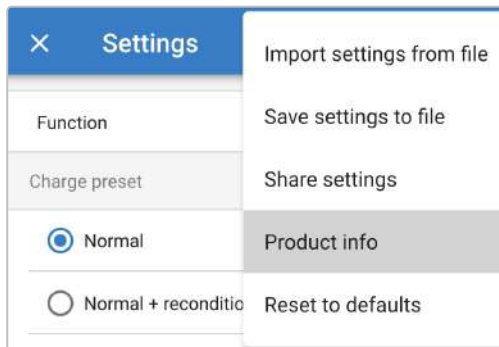 Settings
Function
Charge preset
Normal
Normal + reconditio
Import settings from file
Save settings to file
Share settings
Product info
Reset to defaults